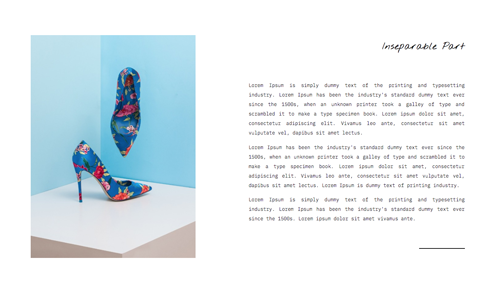 Inseparable Part
Lorem Ipsum is simply dummy text of the printing and typesetting
industry. Lorem Ipsum has been the industry's standard dummy text ever
since the 1500s, when an unknown printer took a galley of type and
scrambled it to make a type specimen book. Lorem ipsum dolor sit amet,
consectetur adipiscing elit. Vivamus leo ante, consectetur sit amet
vulputate vel, dapibus sit amet lectus.
Lorem Ipsum has been the industry's standard dummy text ever since the
1500s, when an unknown printer took a galley of type and scrambled it to
make a type specimen book. Lorem ipsum dolor sit amet, consectetur
adipiscing elit. Vivamus leo ante, consectetur sit amet vulputate vel,
dapibus sit amet lectus. Lorem Ipsum is dummy text of printing industry.
Lorem Ipsum is simply dummy text of the printing and typesetting
industry. Lorem Ipsum has been the industry's standard dummy text ever
since the 1500s. Lorem ipsum dolor sit amet vivamus ante.